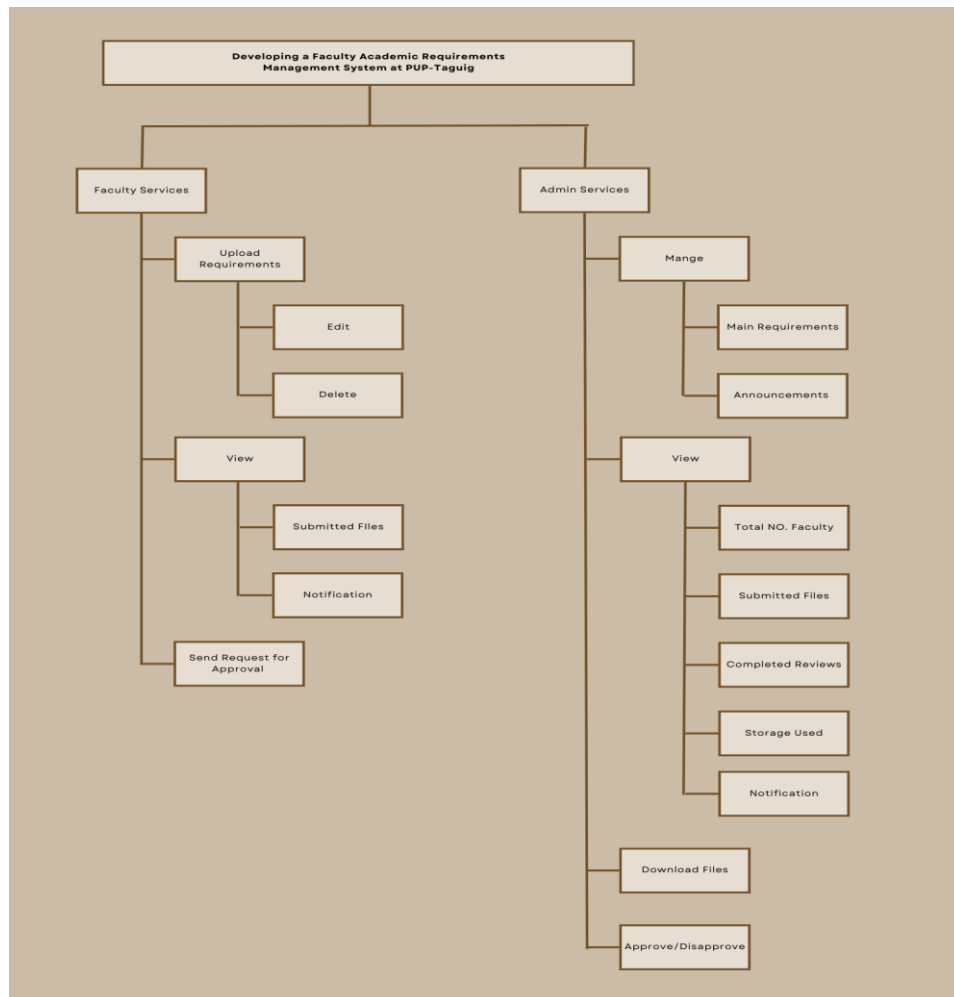 Developing a Faculty Academic Requirements
Management System at PUP-Taguig
Faculty Services
Upload
Requirements
Edit
Delete
View
Submitted FIles
Notification
Send Request for
Approval
Admin Services
Mange
Main Requirements
Announcements
View
Total NO. Faculty
Submitted Files
Completed Reviews
Storage Used
Notification
Download Files
Approve/Disapprove